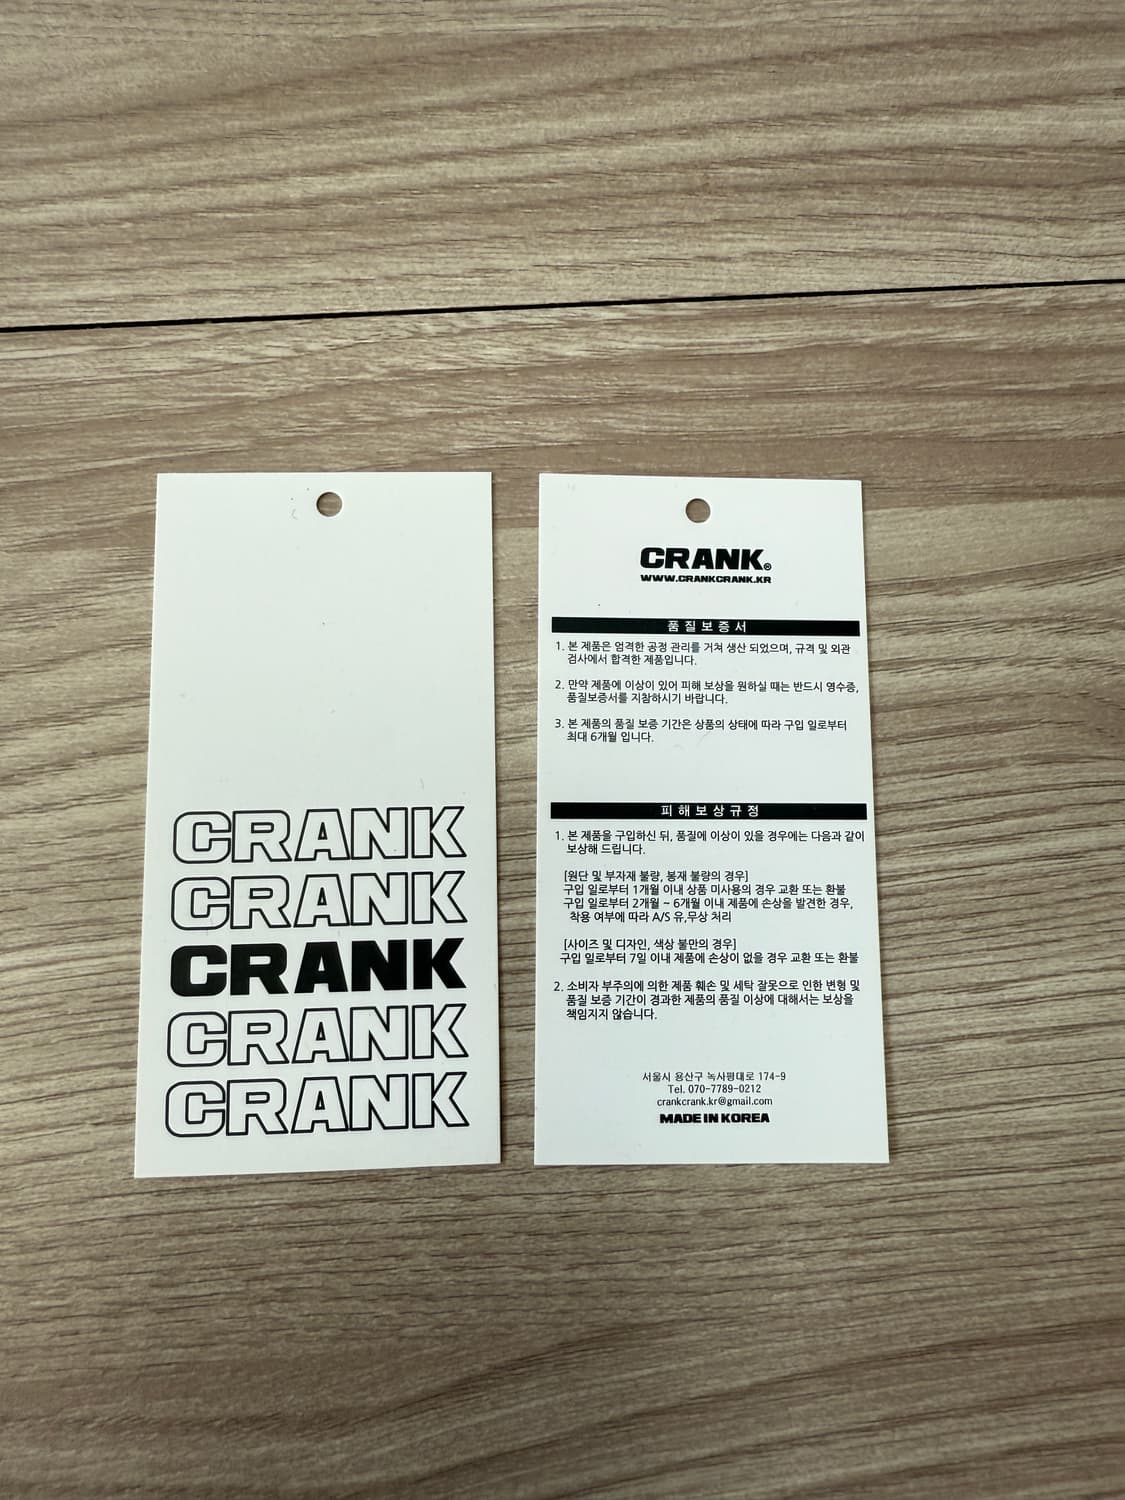 CRANK
CRANK
CRANK
CRANK
CRANK
CRANK®
WWW.CRANKCRANK.KR
품질보증서
1. 본 제품은 엄격한 공정 관리를 거쳐 생산 되었으며, 규격 및 외관
검사에서 합격한 제품입니다.
2. 만약 제품에 이상이 있어 피해 보상을 원하실 때는 반드시 영수증,
품질보증서를 지참하시기 바랍니다.
3. 본 제품의 품질 보증 기간은 상품의 상태에 따라 구입 일로부터
최대 6개월 입니다.
피해보상규정
1. 본 제품을 구입하신 뒤, 품질에 이상이 있을 경우에는 다음과 같이
보상해 드립니다.
[원단 및 부자재 불량, 봉재 불량의 경우]
구입 일로부터 1개월 이내 상품 미사용의 경우 교환 또는 환불
구입 일로부터 2개월 ~ 6개월 이내 제품에 손상을 발견한 경우,
착용 여부에 따라 A/S 유,무상 처리
[사이즈 및 디자인, 색상 불만의 경우]
구입 일로부터 7일 이내 제품에 손상이 없을 경우 교환 또는 환불
2. 소비자 부주의에 의한 제품 훼손 및 세탁 잘못으로 인한 변형 및
품질 보증 기간이 경과한 제품의 품질 이상에 대해서는 보상을
책임지지 않습니다.
서울시 용산구 녹사평대로 174-9
Tel. 070-7789-0212
crankcrank.kr@gmail.com
MADE IN KOREA